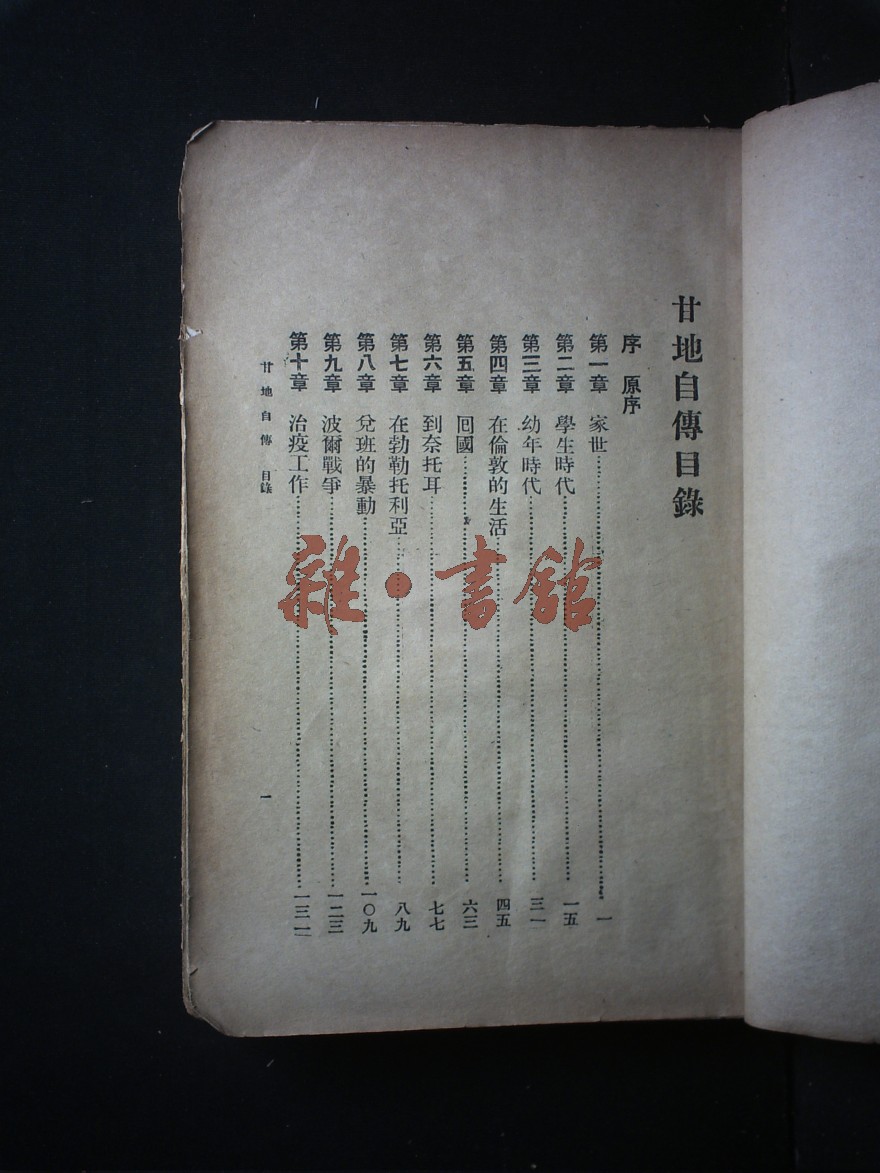 甘地自傳目錄
序 原序
第一章 家世……一
第二章 學生時代……一五
第三章 幼年時代……三一
第四章 在倫敦的生活……四五
第五章 回國……六三
第六章 到奈托耳……七七
第七章 在勃勒托利亞……八九
第八章 兌班的暴動……一〇九
第九章 波爾戰爭……一二三
第十章 治疫工作……一三一
甘地自傳 目錄 一
雜·書館